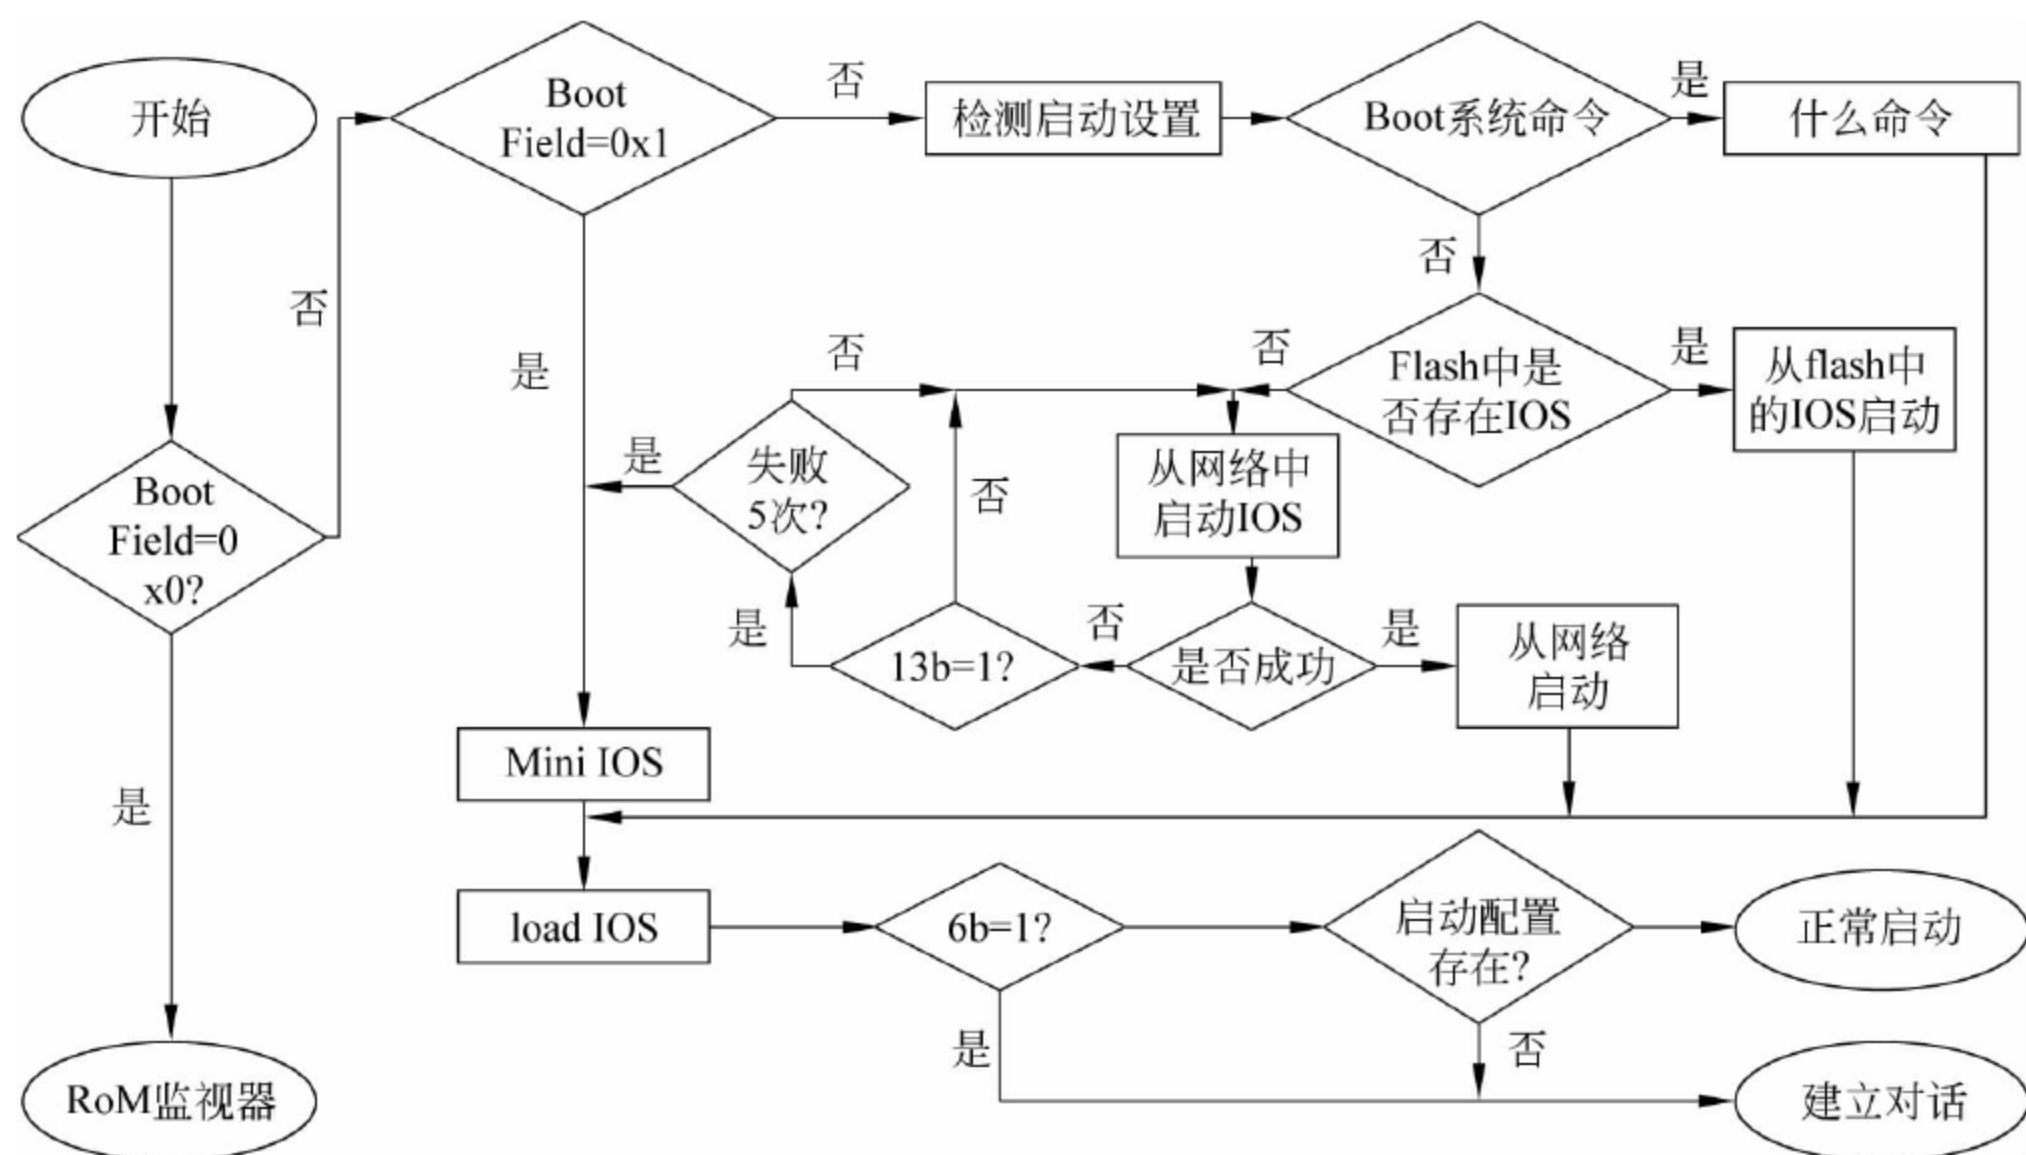 开始
Boot
Field=0x1
否
检测启动设置
Boot系统命令
是
什么命令
否
否
是
否
否
Flash中是
否存在IOS
是
从flash中
的IOS启动
是
失败
5次?
否
从网络中
启动IOS
Boot
Field=0
x0?
是
13b=1?
否
是否成功
是
从网络
启动
Mini IOS
是
load IOS
6b=1?
启动配置
存在?
正常启动
是
否
RoM监视器
建立对话